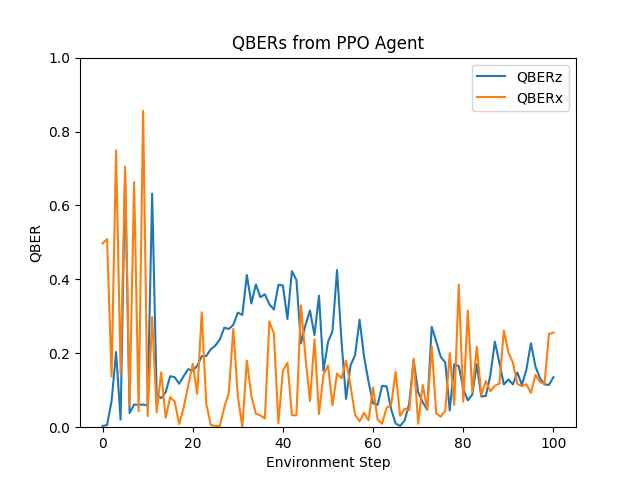 QBERs from PPO Agent
1.0
0.8
0.6
0.4
0.2
0.0
QBER
QBERz
QBERx
0 20 40 60 80 100
Environment Step